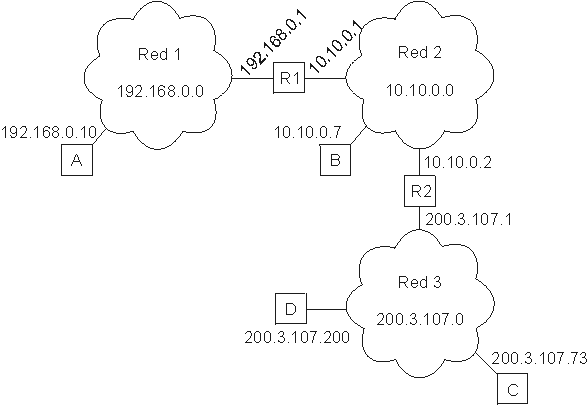 Red 1
192.168.0.0
192.168.0.1
R1
10.10.0.1
Red 2
10.10.0.0
192.168.0.10
A
10.10.0.7
B
10.10.0.2
R2
200.3.107.1
Red 3
200.3.107.0
D
200.3.107.200
200.3.107.73
C